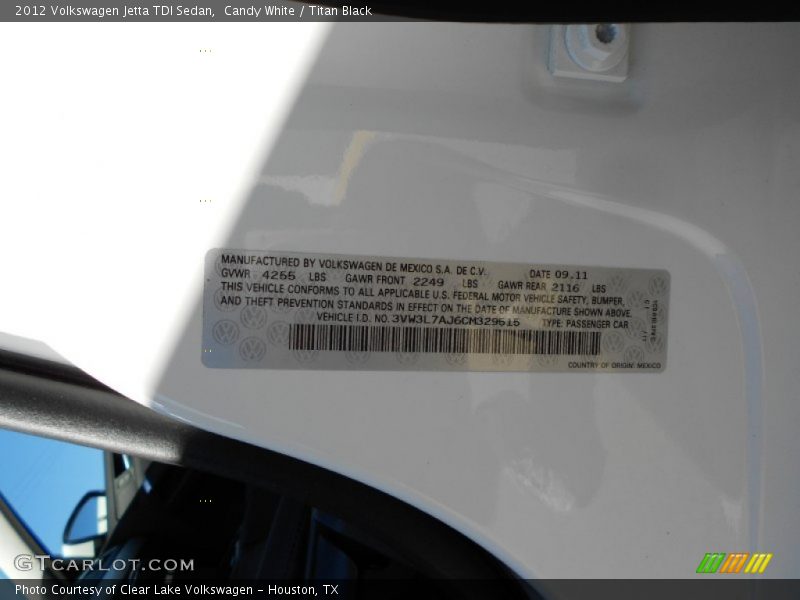 2012 Volkswagen Jetta TDI Sedan, Candy White / Titan Black
MANUFACTURED BY VOLKSWAGEN DE MEXICO S.A. DE C.V. DATE 09.11
GVWR 4255 LBS GAWR FRONT 2249 LBS GAWR REAR 2116 LBS
THIS VEHICLE CONFORMS TO ALL APPLICABLE U.S. FEDERAL MOTOR VEHICLE SAFETY, BUMPER,
AND THEFT PREVENTION STANDARDS IN EFFECT ON THE DATE OF MANUFACTURE SHOWN ABOVE.
VEHICLE I.D. NO. 3VW3L7AJ6CM329615 TYPE: PASSENGER CAR
COUNTRY OF ORIGIN: MEXICO
GTCARLOT.COM
Photo Courtesy of Clear Lake Volkswagen - Houston, TX